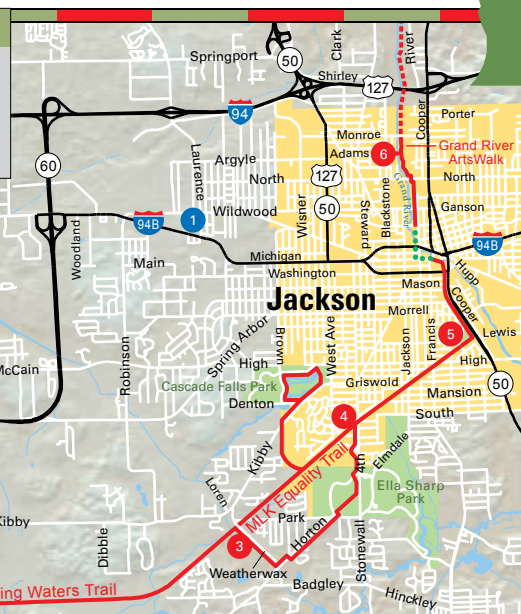 Clark
River
Springport
50
Shirley
127
94
Cooper
Porter
Monroe
60
Laurence
Argyle
Adams
6
Grand River
ArtsWalk
North
127
North
Wisner
Steward
Blackstone
Grand River
Ganson
1
Wildwood
50
Woodland
94B
94B
Main
Michigan
Washington
Hupp
Mason
Jackson
Cooper
Morrell
Spring Arbor
Brown
West Ave
Jackson
Francis
5
Lewis
Robinson
High
High
McCain
Cascade Falls Park
Griswold
Mansion
50
Denton
4
South
Kibby
4th
Elmdale
MLK Equality Trail
Loren
Ella Sharp
Park
Kibby
Park
Dibble
3
Horton
Stonewall
Weatherwax
ing Waters Trail
Badgley
Hinckley